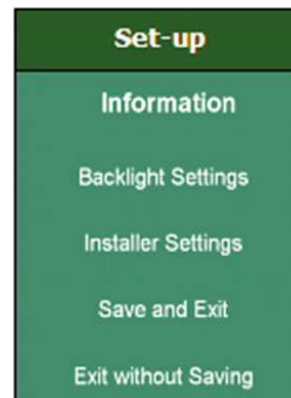 Set-up
Information
Backlight Settings
Installer Settings
Save and Exit
Exit without Saving